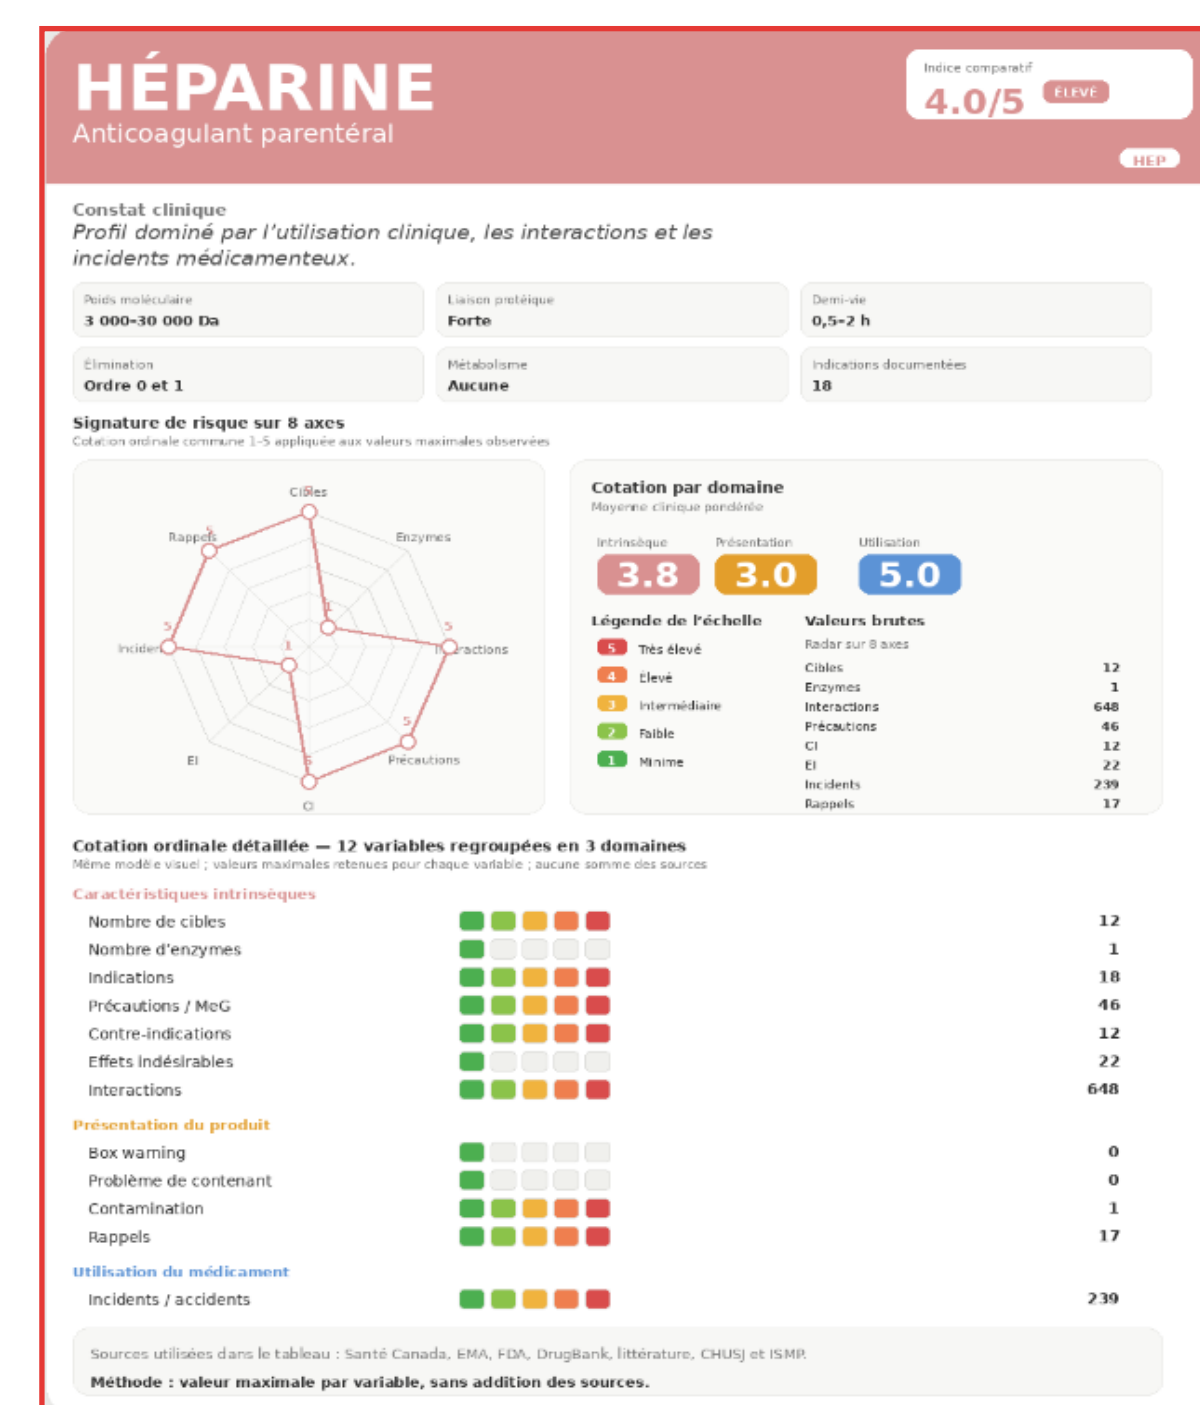 HÉPARINE
Anticoagulant parentéral
Indice comparatif
4.0/5 ÉLEVÉ
HEP
Constat clinique
Profil dominé par l’utilisation clinique, les interactions et les
incidents médicamenteux.
Poids moléculaire
3 000–30 000 Da
Liaison protéique
Forte
Demi-vie
0,5–2 h
Élimination
Ordre 0 et 1
Métabolisme
Aucune
Indications documentées
18
Signature de risque sur 8 axes
Cotation ordinale commune 1–5 appliquée aux valeurs maximales observées
Cibles
5
Enzymes
1
5
Précautions
5
CI
5
EI
1
5
Rappels
5
Cotation par domaine
Moyenne clinique pondérée
Intrinsèque Présentation Utilisation
3.8 3.0 5.0
Légende de l’échelle
5 Très élevé
4 Élevé
3 Intermédiaire
2 Faible
1 Minime
Valeurs brutes
Radar sur 8 axes
Cibles 12
Enzymes 1
Interactions 648
Précautions 46
CI 12
EI 22
Incidents 239
Rappels 17
Cotation ordinale détaillée — 12 variables regroupées en 3 domaines
Même modèle visuel ; valeurs maximales retenues pour chaque variable ; aucune somme des sources
Caractéristiques intrinsèques
Nombre de cibles 12
Nombre d’enzymes 1
Indications 18
Précautions / MeG 46
Contre-indications 12
Effets indésirables 22
Interactions 648
Présentation du produit
Box warning 0
Problème de contenant 0
Contamination 1
Rappels 17
Utilisation du médicament
Incidents / accidents 239
Sources utilisées dans le tableau : Santé Canada, EMA, FDA, DrugBank, littérature, CHUSJ et ISMP.
Méthode : valeur maximale par variable, sans addition des sources.